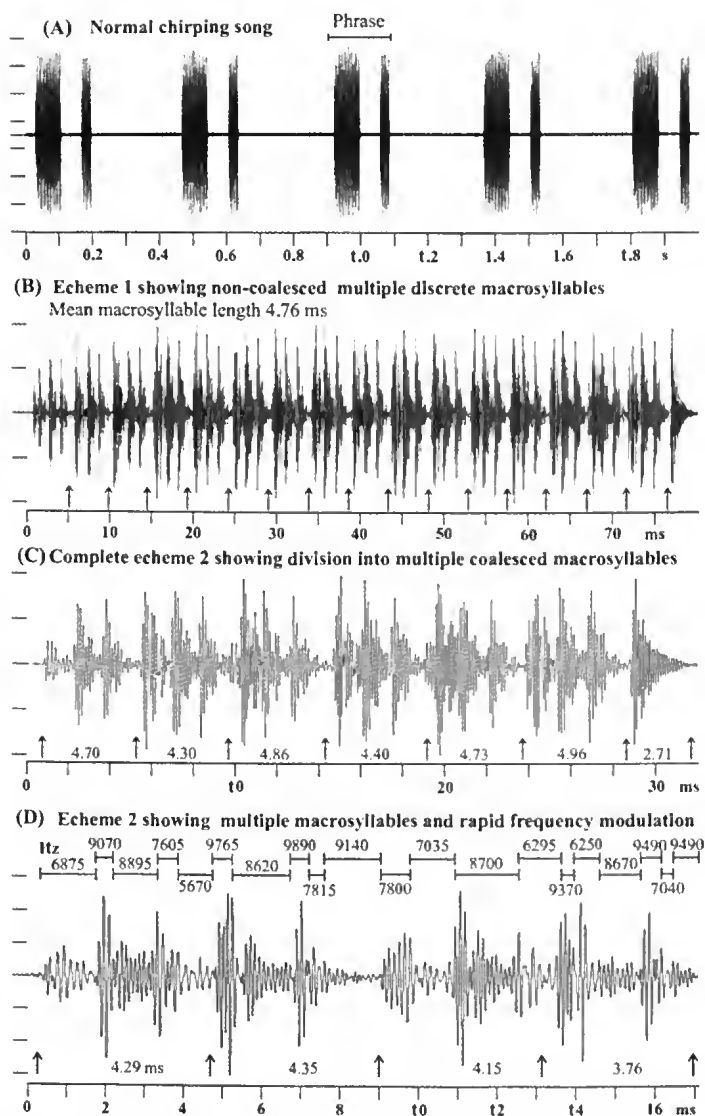 (A) Normal chirping song
Phrase
0 0.2 0.4 0.6 0.8 1.0 1.2 1.4 1.6 1.8 s
(B) Echeme 1 showing non-coalesced multiple discrete macrosyllables
Mean macrosyllable length 4.76 ms
0 10 20 30 40 50 60 70 ms
(C) Complete echeme 2 showing division into multiple coalesced macrosyllables
4.70 4.30 4.86 4.40 4.73 4.96 2.71
0 10 20 30 ms
(D) Echeme 2 showing multiple macrosyllables and rapid frequency modulation
Hz 9070 7605 9765 9890 9140 7035 6295 6250 9490 9490
6875 8895 5670 8620 7815 7800 8700 9370 8670 7040
4.29 ms 4.35 4.15 3.76
0 2 4 6 8 10 12 14 16 ms